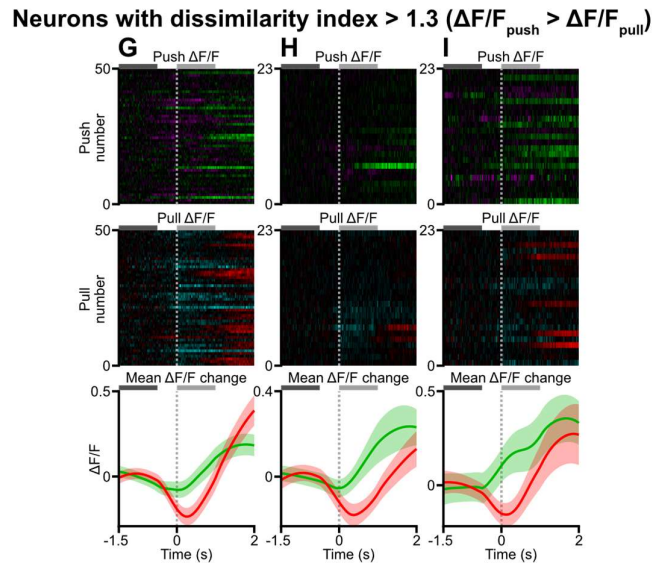 Neurons with dissimilarity index > 1.3 (ΔF/Fpush > ΔF/Fpull)
G H I
Push ΔF/F Push ΔF/F Push ΔF/F
50 23 23
Push number
0 0 0
Pull ΔF/F Pull ΔF/F Pull ΔF/F
50 23 23
Pull number
0 0 0
Mean ΔF/F change Mean ΔF/F change Mean ΔF/F change
0.5 0.4 0.5
ΔF/F
0 0 0
-1.5 0 2 -1.5 0 2 -1.5 0 2
Time (s) Time (s) Time (s)